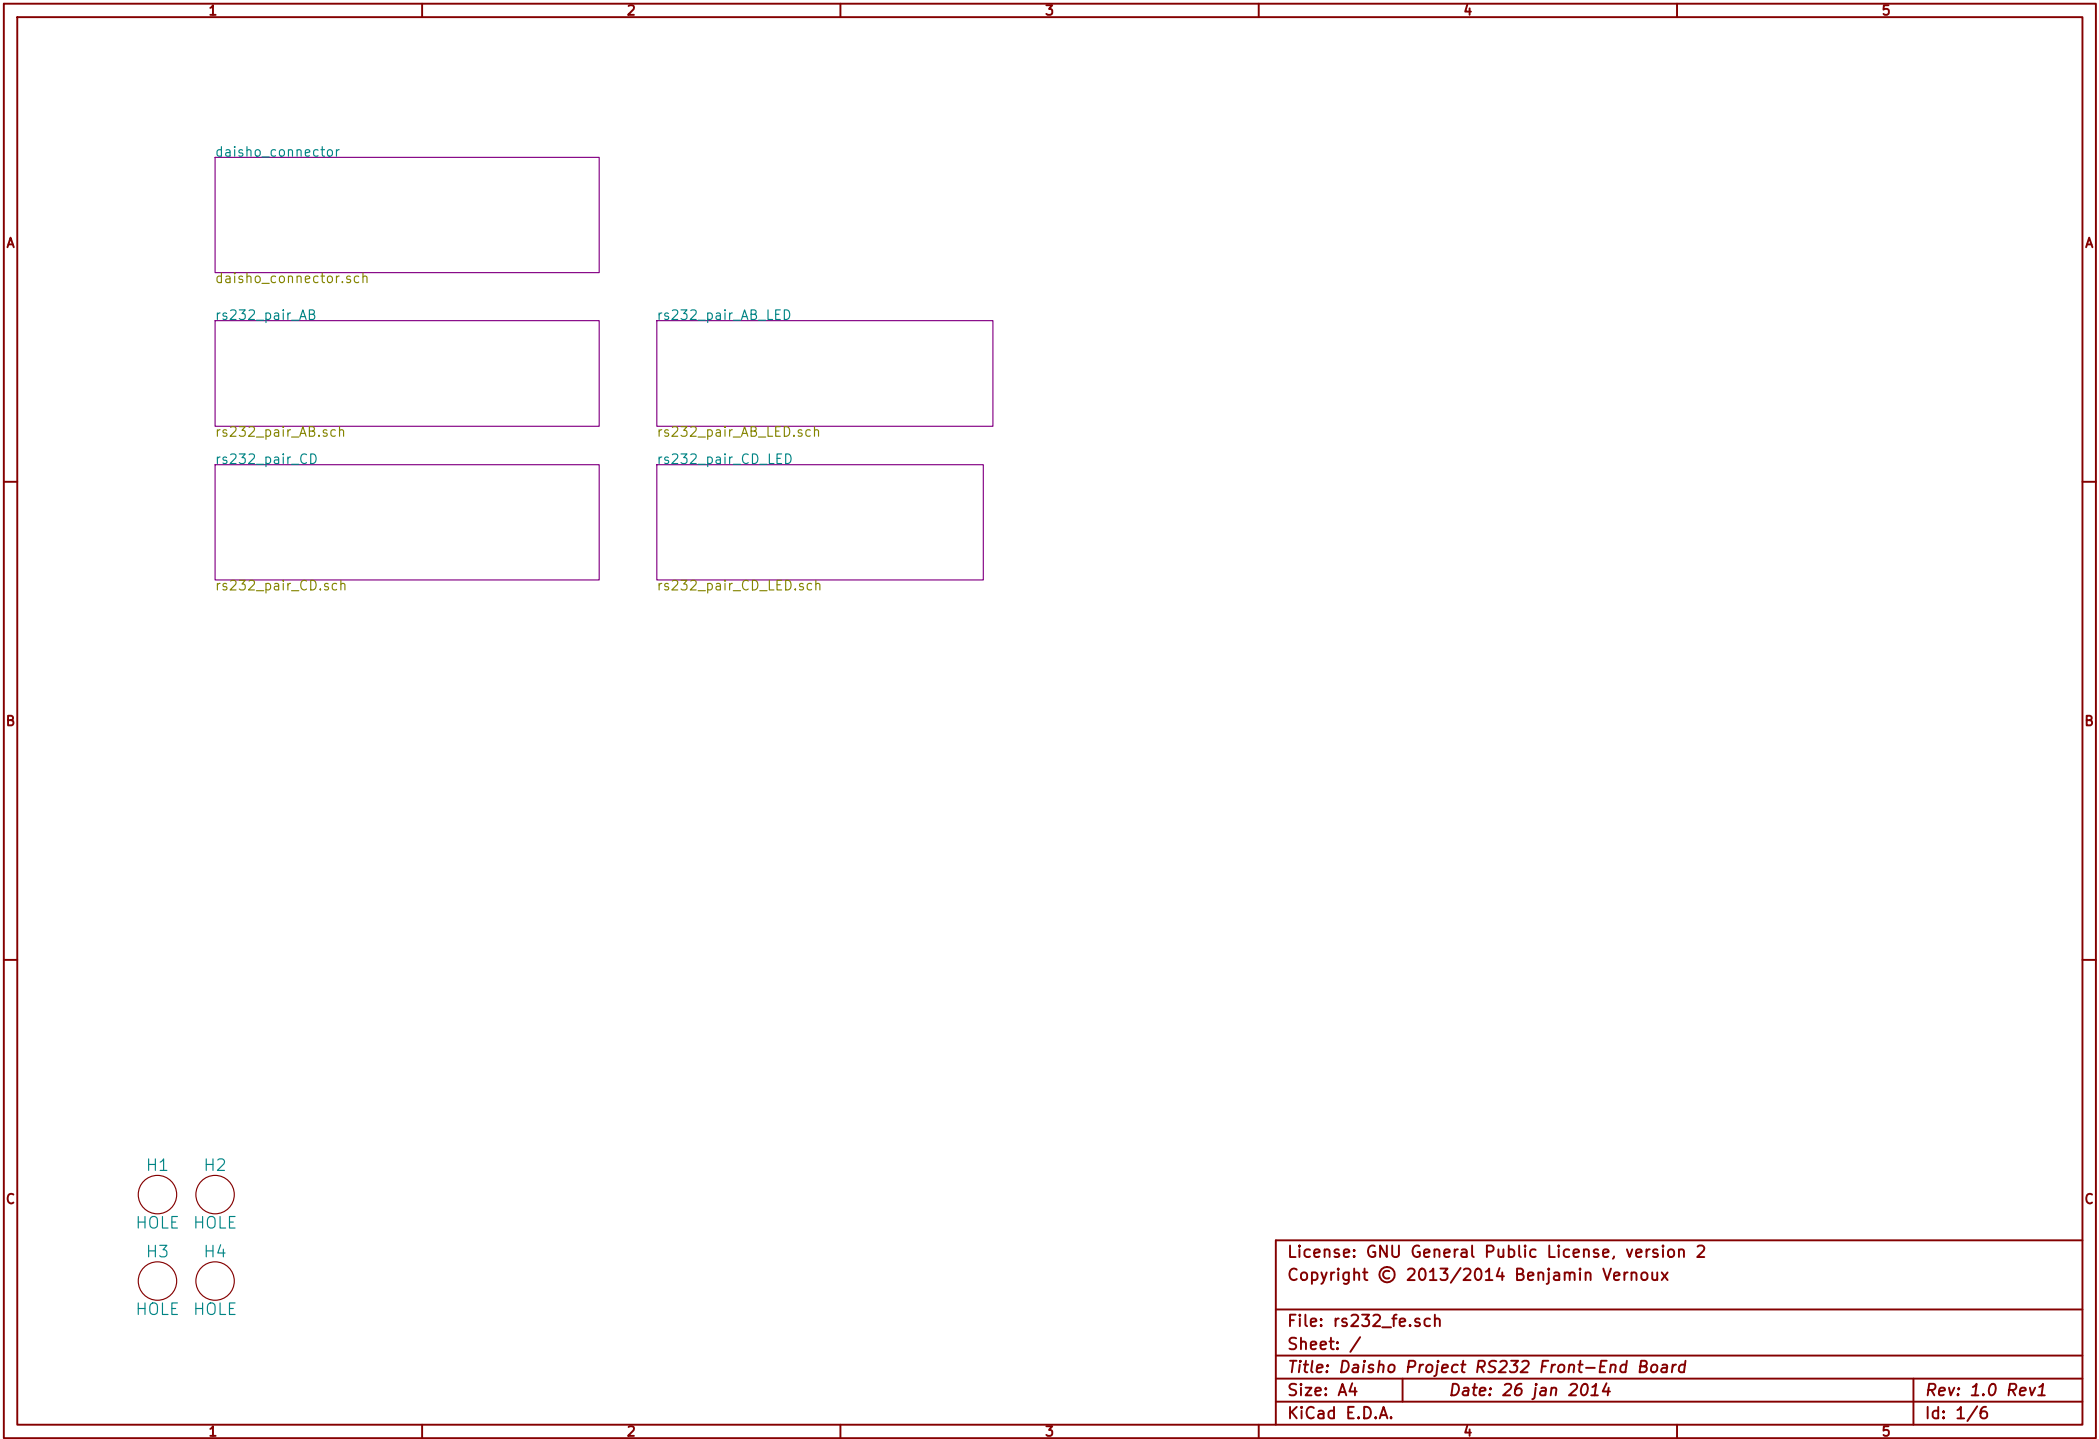 1 2 3 4 5
daisho_connector
A A
daisho_connector.sch
rs232_pair_AB rs232_pair_AB_LED
rs232_pair_AB.sch rs232_pair_AB_LED.sch
rs232_pair_CD rs232_pair_CD_LED
rs232_pair_CD.sch rs232_pair_CD_LED.sch
B B
H1 H2
C C
HOLE HOLE
H3 H4
HOLE HOLE
License: GNU General Public License, version 2
Copyright © 2013/2014 Benjamin Vernoux
File: rs232_fe.sch
Sheet: /
Title: Daisho Project RS232 Front-End Board
Size: A4 Date: 26 jan 2014 Rev: 1.0 Rev1
KiCad E.D.A. Id: 1/6
1 2 3 4 5